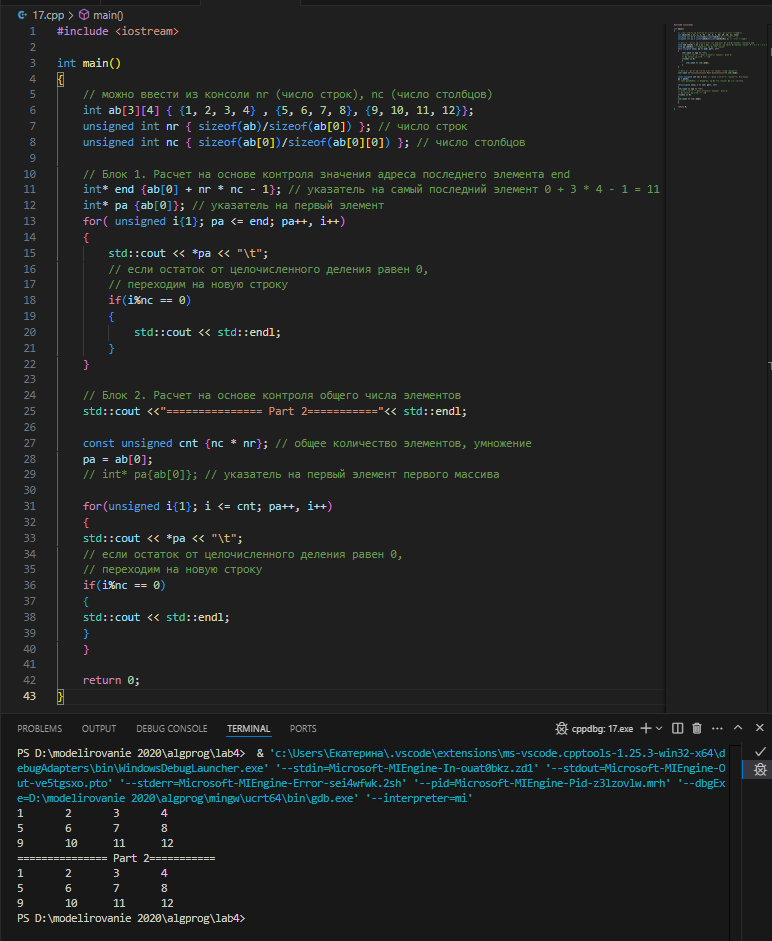 17.cpp > main()
1 #include <iostream>
2
3 int main()
4 {
5 // можно ввести из консоли nr (число строк), nc (число столбцов)
6 int ab[3][4] { {1, 2, 3, 4} , {5, 6, 7, 8}, {9, 10, 11, 12}};
7 unsigned int nr { sizeof(ab)/sizeof(ab[0]) }; // число строк
8 unsigned int nc { sizeof(ab[0])/sizeof(ab[0][0]) }; // число столбцов
9
10 // Блок 1. Расчет на основе контроля значения адреса последнего элемента end
11 int* end {ab[0] + nr * nc - 1}; // указатель на самый последний элемент 0 + 3 * 4 - 1 = 11
12 int* pa {ab[0]}; // указатель на первый элемент
13 for( unsigned i{1}; pa <= end; pa++, i++)
14 {
15 std::cout << *pa << "\t";
16 // если остаток от целочисленного деления равен 0,
17 // переходим на новую строку
18 if(i%nc == 0)
19 {
20 std::cout << std::endl;
21 }
22 }
23
24 // Блок 2. Расчет на основе контроля общего числа элементов
25 std::cout <<"=============== Part 2==========="<< std::endl;
26
27 const unsigned cnt {nc * nr}; // общее количество элементов, умножение
28 pa = ab[0];
29 // int* pa{ab[0]}; // указатель на первый элемент первого массива
30
31 for(unsigned i{1}; i <= cnt; pa++, i++)
32 {
33 std::cout << *pa << "\t";
34 // если остаток от целочисленного деления равен 0,
35 // переходим на новую строку
36 if(i%nc == 0)
37 {
38 std::cout << std::endl;
39 }
40 }
41
42 return 0;
43 }
PROBLEMS OUTPUT DEBUG CONSOLE TERMINAL PORTS cppdbg: 17.exe
PS D:\modelirovanie 2020\algprog\lab4> & 'c:\Users\Екатерина\.vscode\extensions\ms-vscode.cpptools-1.25.3-win32-x64\d
ebugAdapters\bin\WindowsDebugLauncher.exe' '--stdin=Microsoft-MIEngine-In-ouat0bkz.zd1' '--stdout=Microsoft-MIEngine-O
ut-ve5tgsxo.pto' '--stderr=Microsoft-MIEngine-Error-sei4wfwk.2sh' '--pid=Microsoft-MIEngine-Pid-z3lzovlw.mrh' '--dbgEx
e=D:\modelirovanie 2020\algprog\mingw\ucrt64\bin\gdb.exe' '--interpreter=mi'
1 2 3 4
5 6 7 8
9 10 11 12
=============== Part 2===========
1 2 3 4
5 6 7 8
9 10 11 12
PS D:\modelirovanie 2020\algprog\lab4>